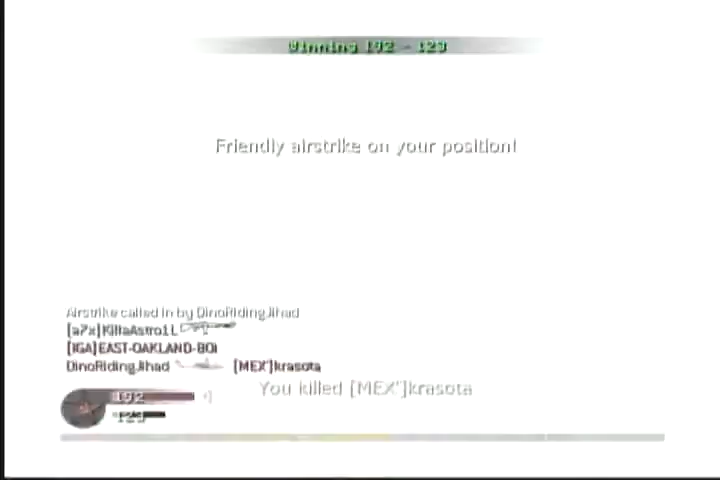 Winning 192 - 129
Friendly airstrike on your position!
Airstrike called in by DinoRidingJihad
[a7x]KillaAstro1L
[IGA]EAST-OAKLAND-BOi
DinoRidingJihad [MEX']krasota
You killed [MEX']krasota
192
129